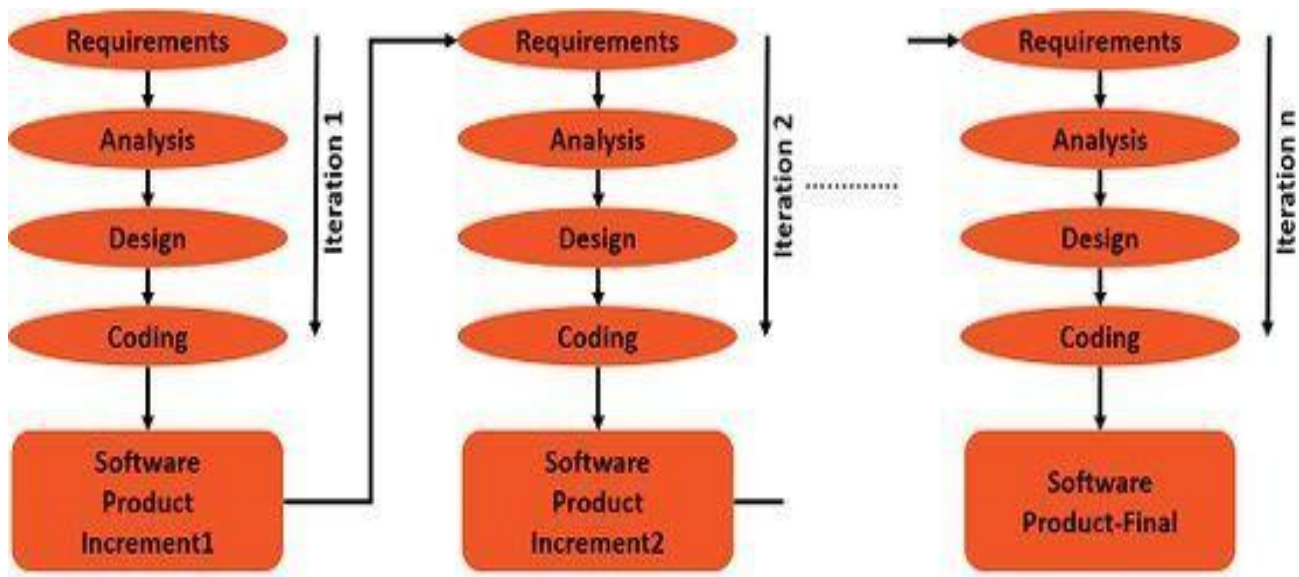 Requirements
Analysis
Design
Coding
Software
Product
Increment1
Iteration 1
Requirements
Analysis
Design
Coding
Software
Product
Increment2
Iteration 2
..................
Requirements
Analysis
Design
Coding
Software
Product-Final
Iteration n